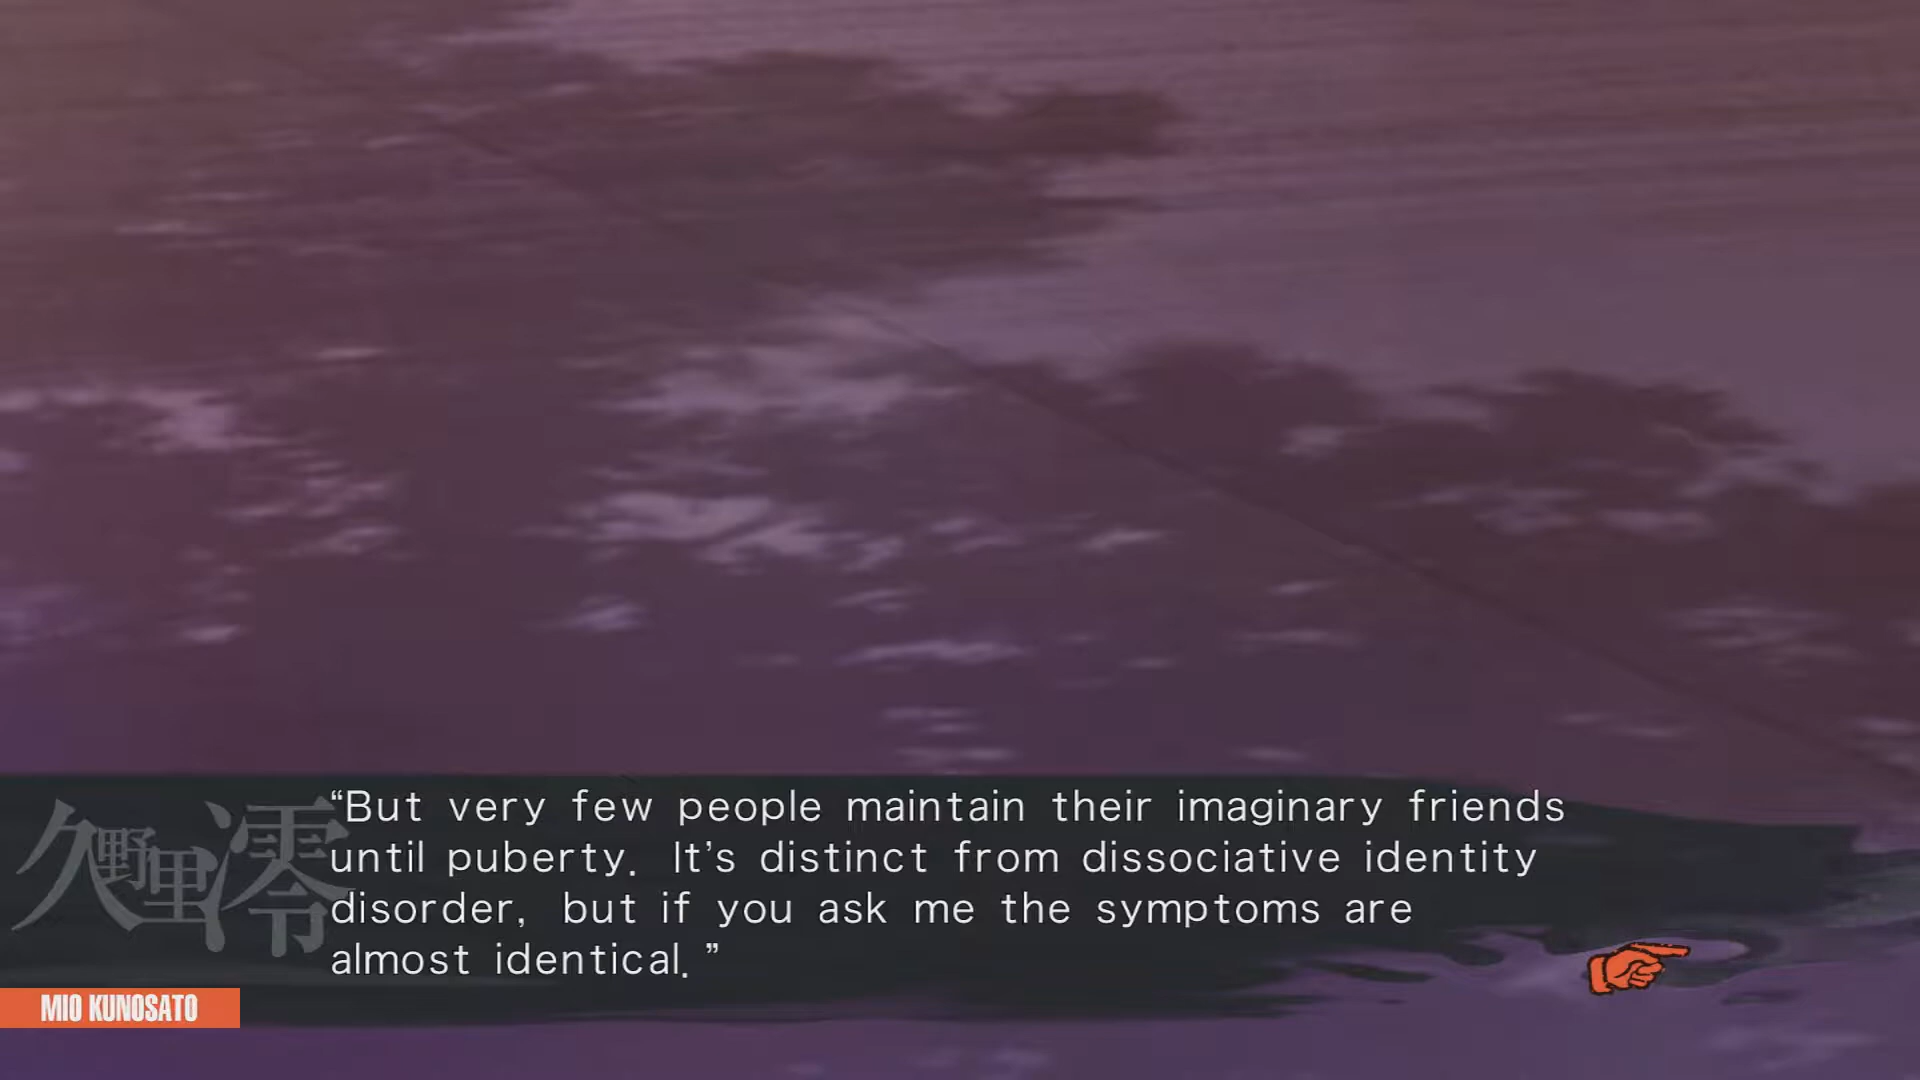 “But very few people maintain their imaginary friends
until puberty. It’s distinct from dissociative identity
disorder, but if you ask me the symptoms are
almost identical.”
久野里澪
MIO KUNOSATO